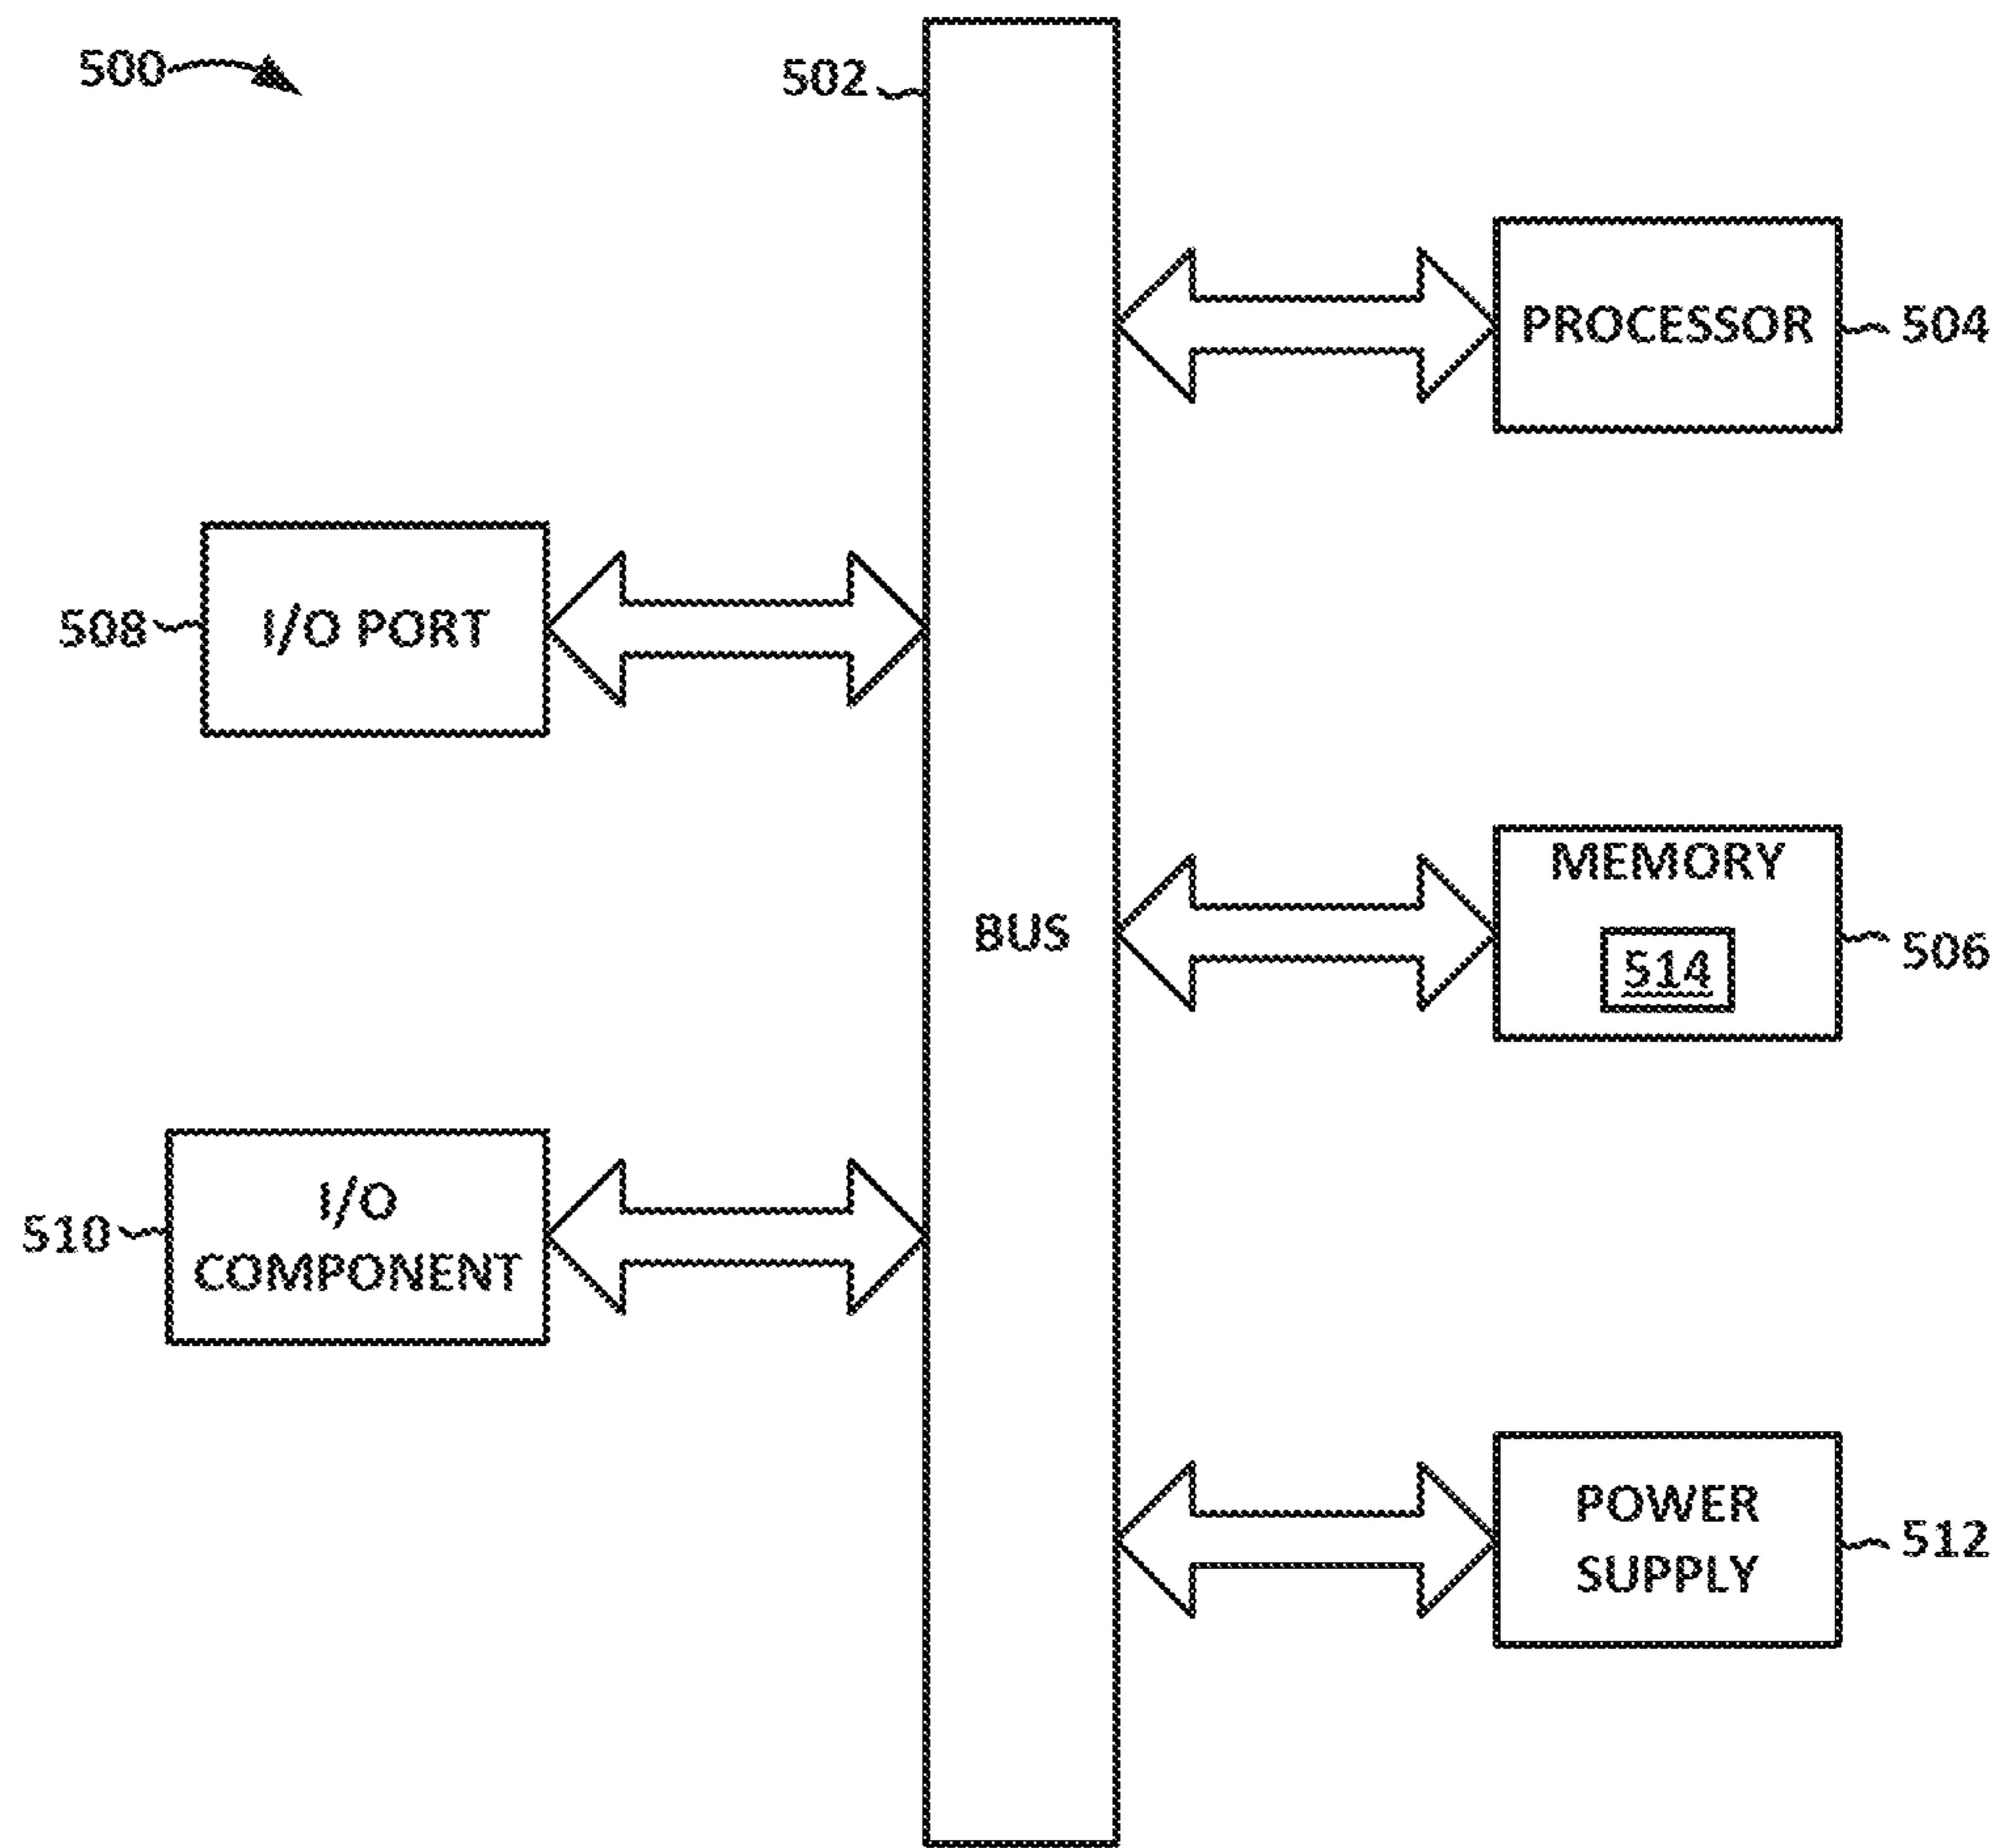 500
502
PROCESSOR
504
508
I/O PORT
MEMORY
BUS
514
506
I/O
510
COMPONENT
POWER
SUPPLY
512